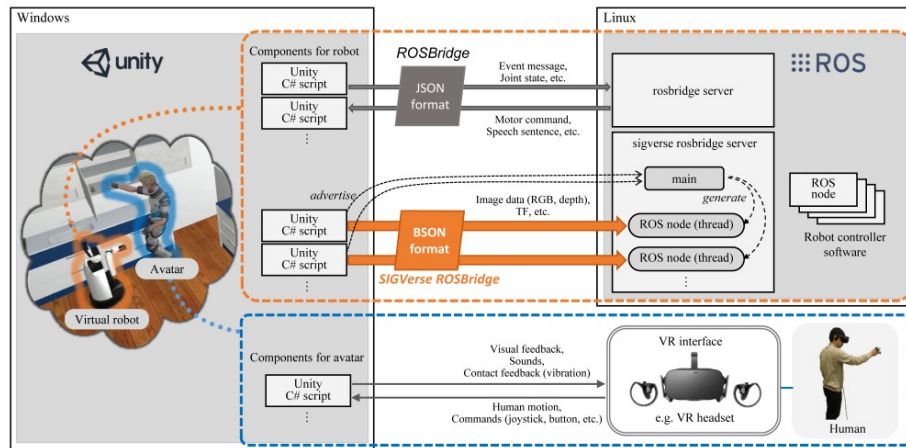 Windows
Linux
unity
Components for robot
Unity
C# script
Unity
C# script
⋮
ROSBridge
JSON
format
Event message,
Joint state, etc.
Motor command,
Speech sentence, etc.
rosbridge server
ROS
sigverse rosbridge server
main
generate
ROS node (thread)
ROS node (thread)
⋮
ROS
node
Robot controller
software
advertise
Unity
C# script
Unity
C# script
⋮
BSON
format
Image data (RGB, depth),
TF, etc.
SIGVerse ROSBridge
Avatar
Virtual robot
Components for avatar
Unity
C# script
⋮
Visual feedback,
Sounds,
Contact feedback (vibration)
Human motion,
Commands (joystick, button, etc.)
VR interface
e.g. VR headset
Human